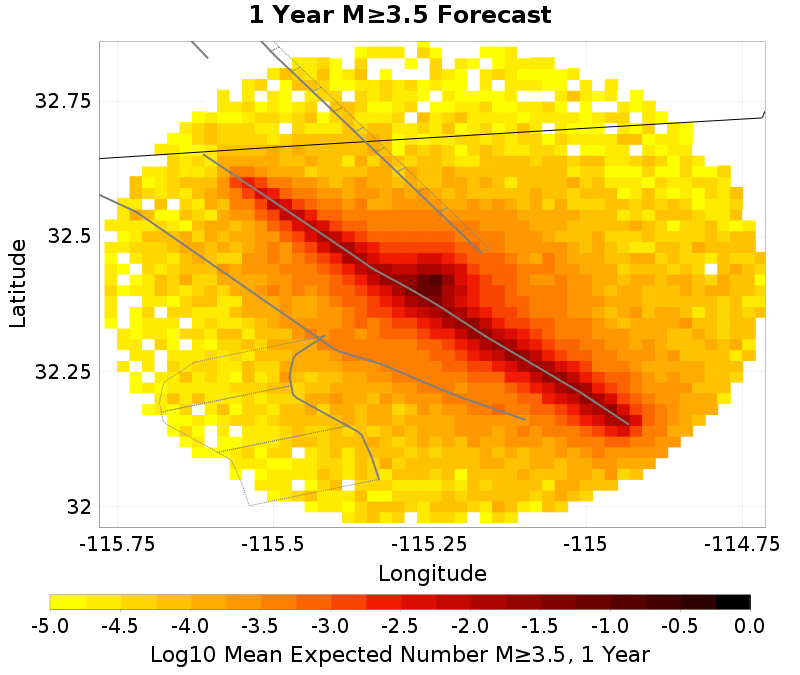 1 Year M≥3.5 Forecast
32.75
32.5
32.25
32
Latitude
-115.75 -115.5 -115.25 -115 -114.75
Longitude
-5.0 -4.5 -4.0 -3.5 -3.0 -2.5 -2.0 -1.5 -1.0 -0.5 0.0
Log10 Mean Expected Number M≥3.5, 1 Year